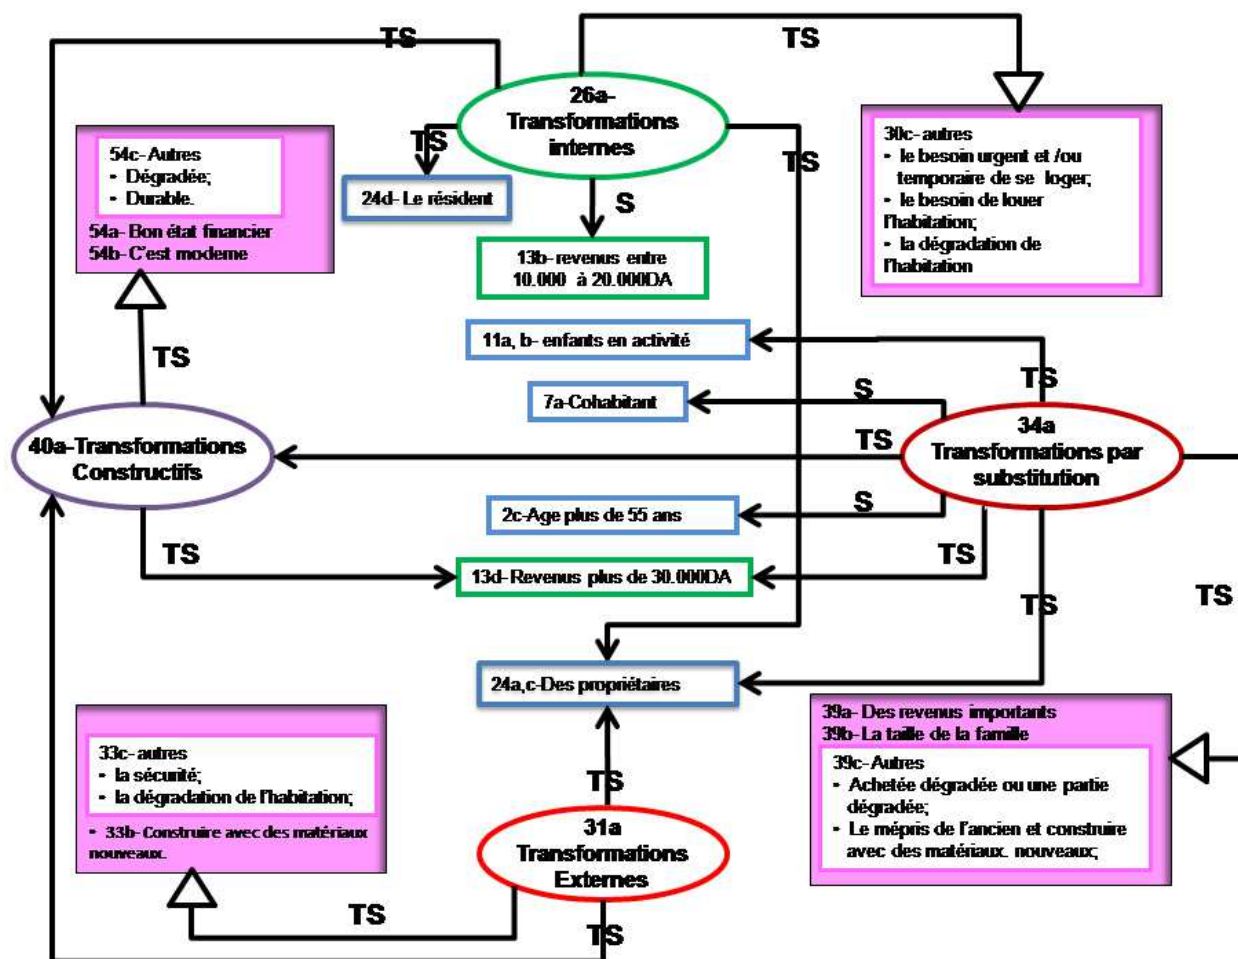 TS
TS
26a-
Transformations
internes
TS
TS
24d- Le résident
S
13b- revenus entre
10.000 à 20.000DA
54c- Autres
- Dégradée;
- Durable.
54a- Bon état financier
54b- C'est moderne
30c- autres
- le besoin urgent et /ou
temporaire de se loger;
- le besoin de louer
l'habitation;
- la dégradation de
l'habitation
11a, b- enfants en activité
TS
TS
7a-Cohabitant
S
40a-Transformations
Constructifs
TS
34a
Transformations par
substitution
2c-Age plus de 55 ans
S
TS
13d- Revenus plus de 30.000DA
TS
TS
TS
24a,c-Des propriétaires
39a- Des revenus importants
39b- La taille de la famille
39c- Autres
- Achetée dégradée ou une partie
dégradée;
- Le mépris de l'ancien et construire
avec des matériaux. nouveaux;
33c- autres
- la sécurité;
- la dégradation de l'habitation;
- 33b- Construire avec des matériaux
nouveaux.
TS
31a
Transformations
Externes
TS
TS